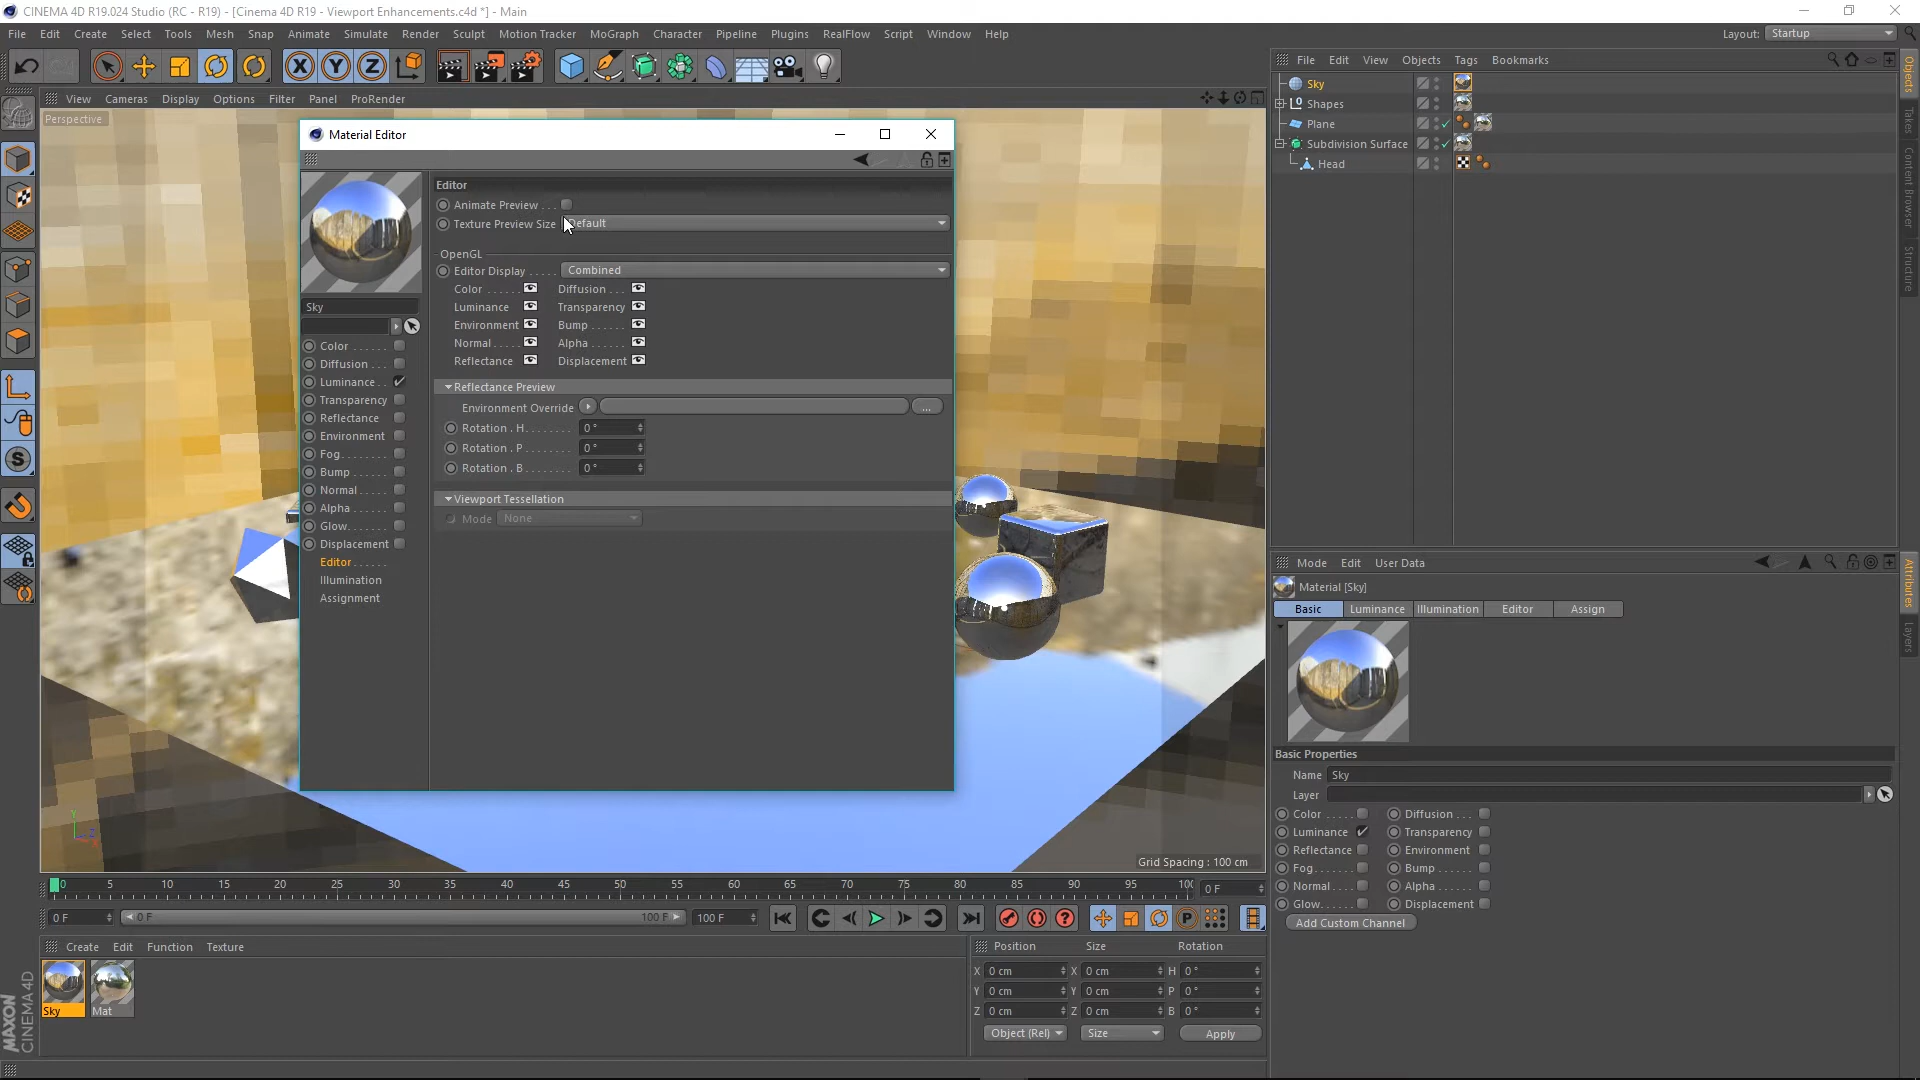 CINEMA 4D R19.024 Studio (RC - R19) - [Cinema 4D R19 - Viewport Enhancements.c4d *] - Main
File Edit Create Select Tools Mesh Snap Animate Simulate Render Sculpt Motion Tracker MoGraph Character Pipeline Plugins RealFlow Script Window Help Layout: Startup
X Y Z
File Edit View Objects Tags Bookmarks
View Cameras Display Options Filter Panel ProRender
Perspective
Sky
Shapes
Plane
Subdivision Surface
Head
Objects
Takes
Content Browser
Structure
Material Editor
Editor
Animate Preview . . .
Texture Preview Size Default
OpenGL
Editor Display . . . . . Combined
Color . . . . . . Diffusion . . .
Luminance Transparency
Environment Bump . . . . . .
Normal . . . . . Alpha . . . . . .
Reflectance Displacement
Reflectance Preview
Environment Override ...
Rotation . H . . . . . . . . 0 °
Rotation . P . . . . . . . . 0 °
Rotation . B . . . . . . . . 0 °
Viewport Tessellation
Mode None
Sky
Color . . . . . .
Diffusion . . .
Luminance . .
Transparency
Reflectance
Environment
Fog . . . . . . .
Bump . . . . . .
Normal . . . . .
Alpha . . . . . .
Glow . . . . . . .
Displacement
Editor . . . . . .
Illumination
Assignment
S
Y
Z
X
Grid Spacing : 100 cm
Mode Edit User Data
Material [Sky]
Basic Luminance Illumination Editor Assign
Basic Properties
Name Sky
Layer
Color . . . . . Diffusion . . .
Luminance Transparency
Reflectance Environment
Fog . . . . . . . Bump . . . . . .
Normal . . . . Alpha . . . . . .
Glow . . . . . . Displacement
Add Custom Channel
Attributes
Layers
0 5 10 15 20 25 30 35 40 45 50 55 60 65 70 75 80 85 90 95 100 0 F
0 F 0 F 100 F 100 F ? P
Create Edit Function Texture
Sky Mat
Position Size Rotation
X 0 cm X 0 cm H 0 °
Y 0 cm Y 0 cm P 0 °
Z 0 cm Z 0 cm B 0 °
Object (Rel) Size Apply
MAXON
CINEMA 4D